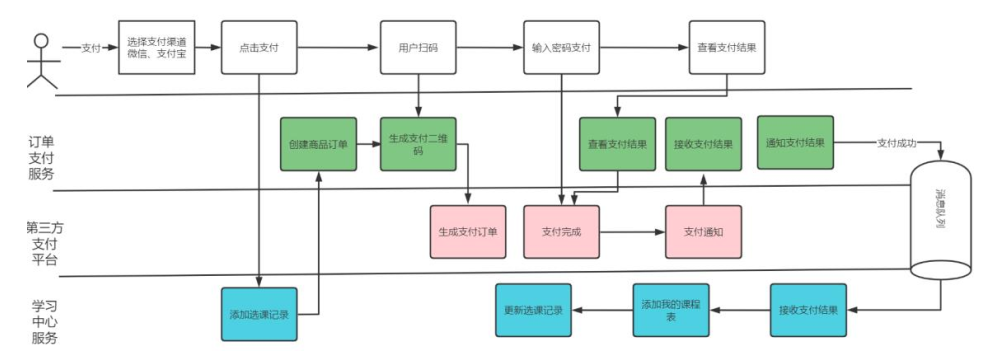 支付
选择支付渠道
微信、支付宝
点击支付
用户扫码
输入密码支付
查看支付结果
订单
支付
服务
创建商品订单
生成支付二维
码
查看支付结果
接收支付结果
通知支付结果
支付成功
消息队列
第三方
支付
平台
生成支付订单
支付完成
支付通知
学习
中心
服务
添加选课记录
更新选课记录
添加我的课程
表
接收支付结果